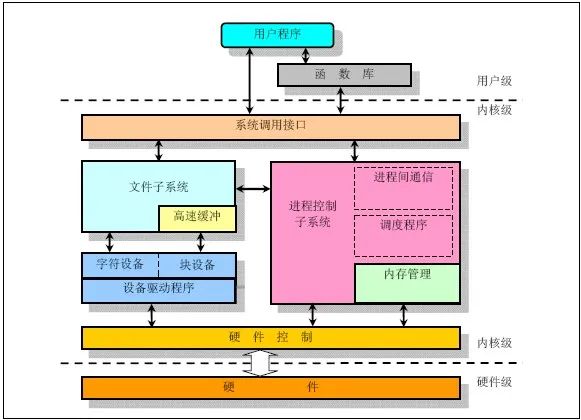 用户程序
函 数 库
用户级
内核级
系统调用接口
文件子系统
高速缓冲
进程控制
子系统
进程间通信
调度程序
内存管理
字符设备
块设备
设备驱动程序
硬 件 控 制
内核级
硬件级
硬 件